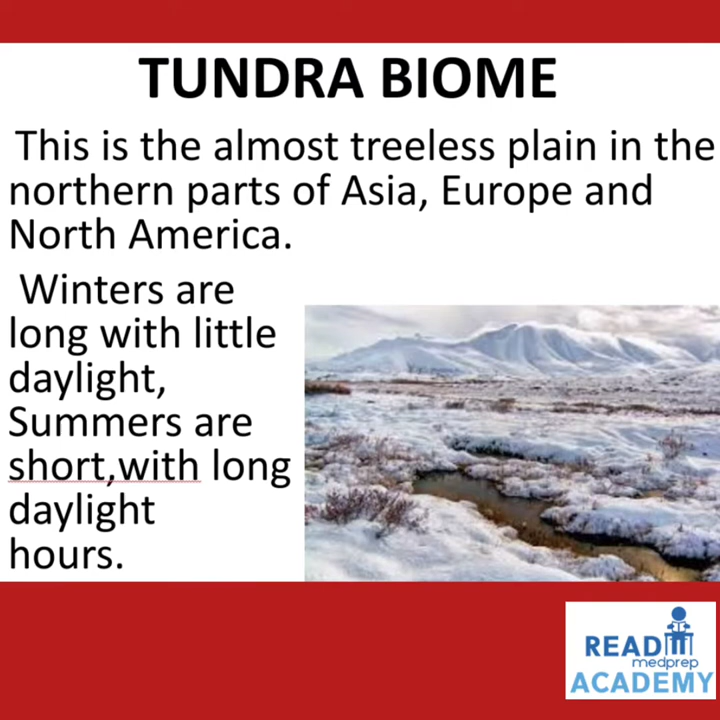 TUNDRA BIOME
This is the almost treeless plain in the
northern parts of Asia, Europe and
North America.
Winters are
long with little
daylight,
Summers are
short,with long
daylight
hours.
READ
medprep
ACADEMY